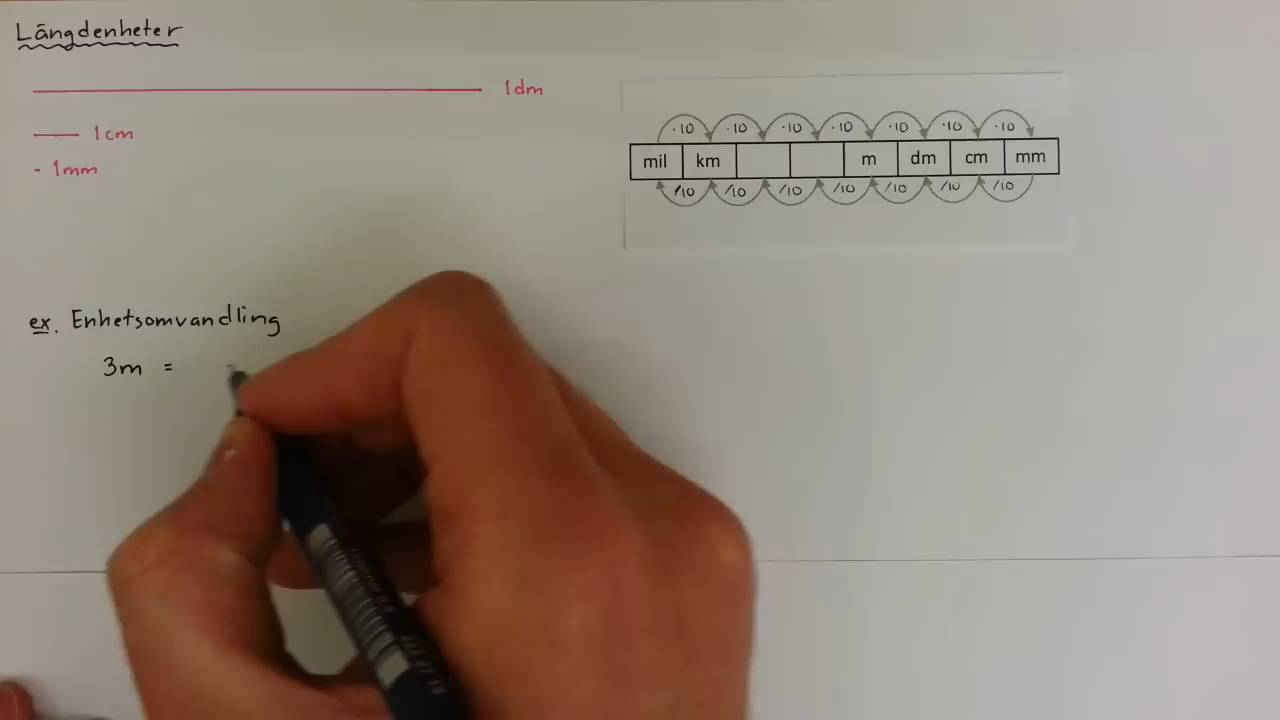 Längdenheter
1dm
1cm
- 1mm
·10 ·10 ·10 ·10 ·10 ·10 ·10
mil km m dm cm mm
/10 /10 /10 /10 /10 /10 /10
ex. Enhetsomvandling
3m =